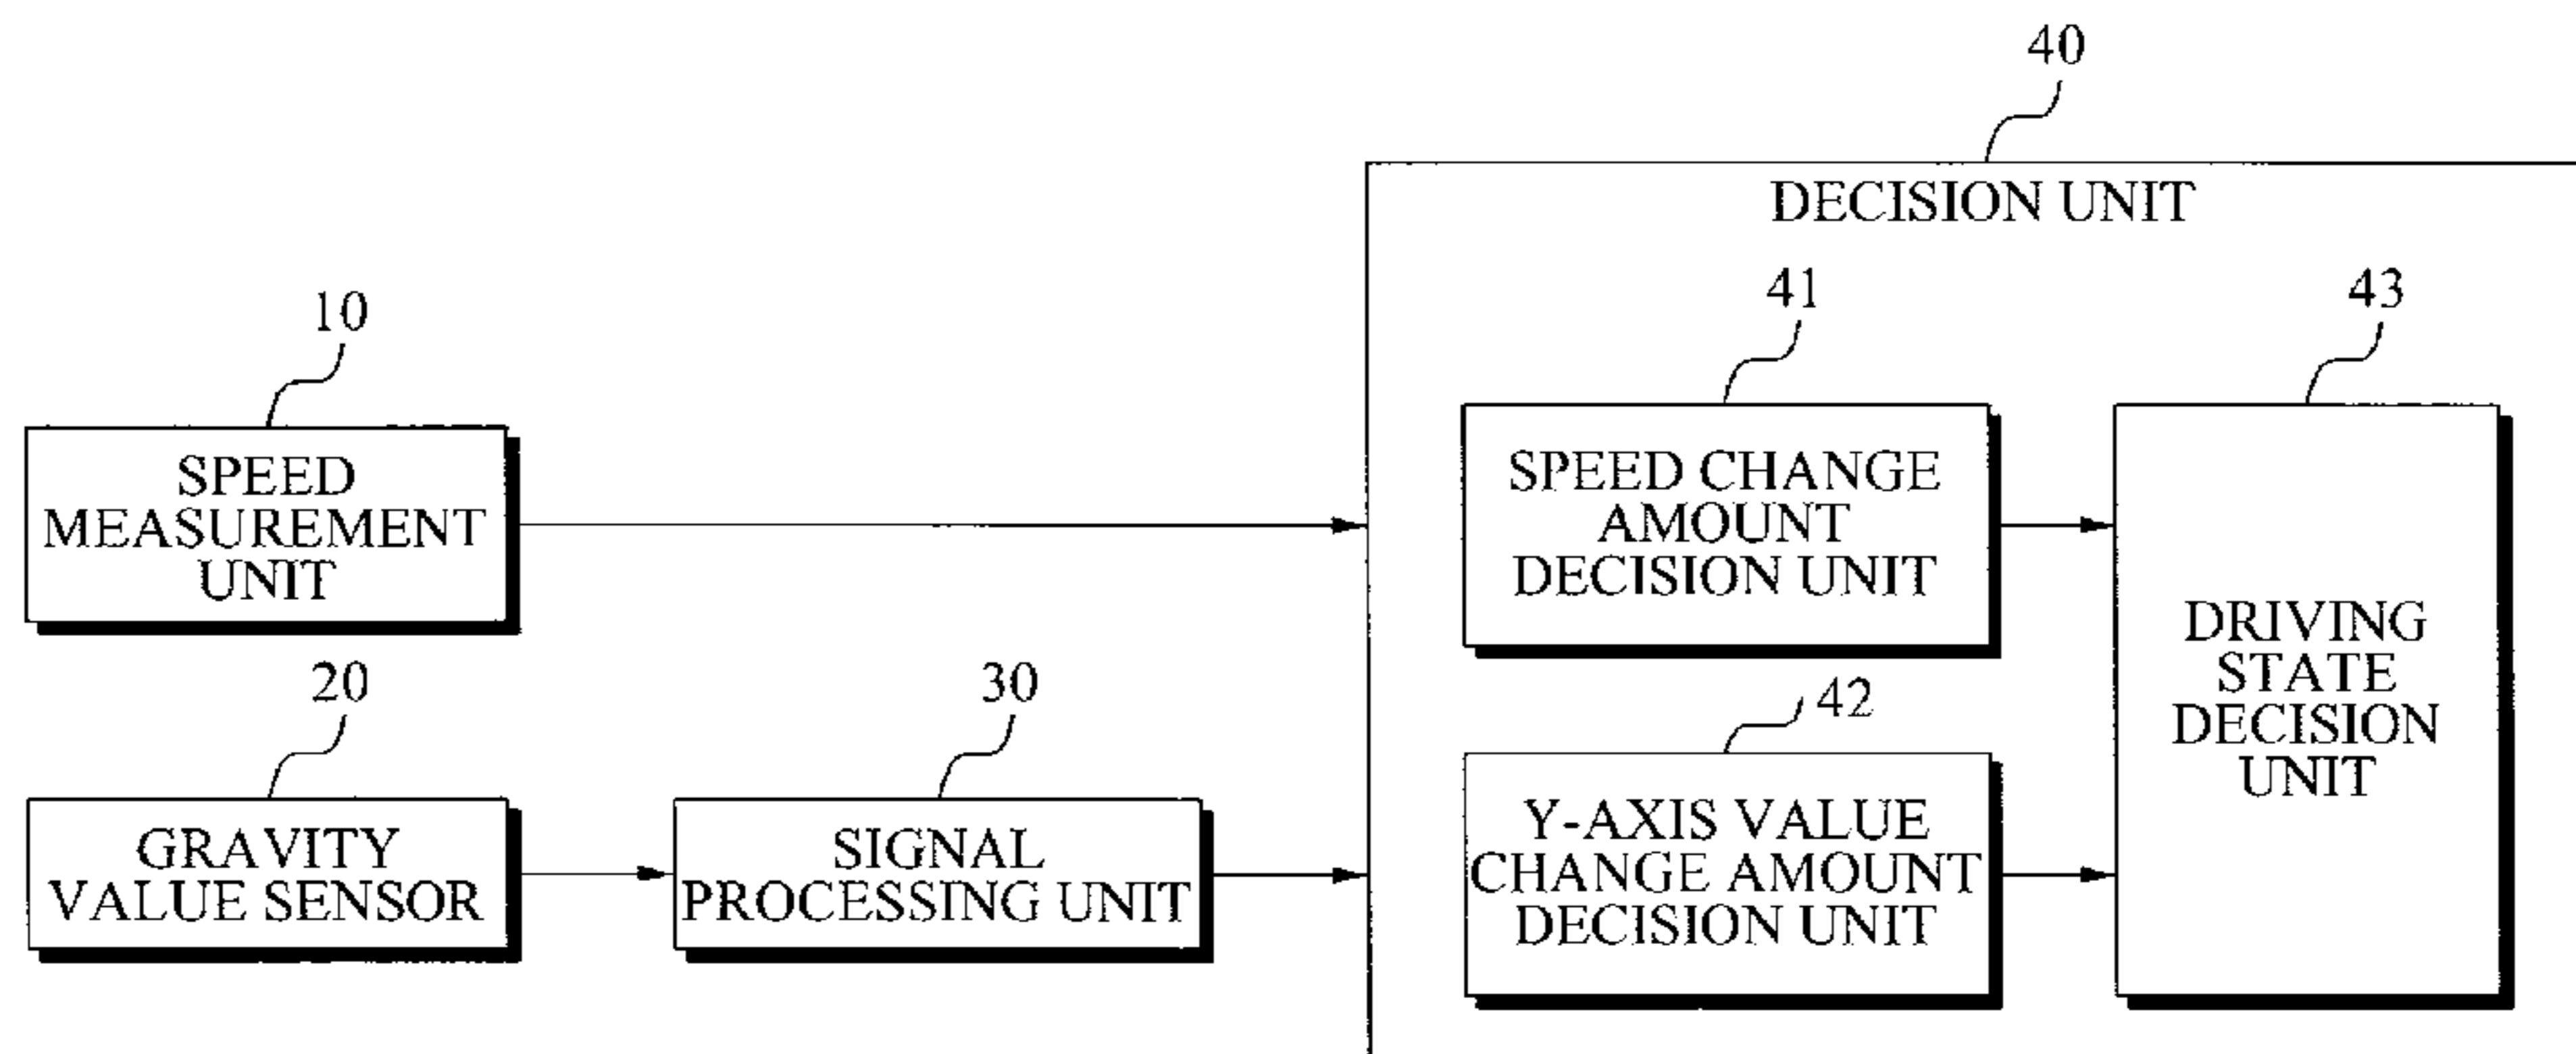 40
DECISION UNIT
10
SPEED
MEASUREMENT
UNIT
41
SPEED CHANGE
AMOUNT
DECISION UNIT
43
DRIVING
STATE
DECISION
UNIT
20
GRAVITY
VALUE SENSOR
30
SIGNAL
PROCESSING UNIT
42
Y-AXIS VALUE
CHANGE AMOUNT
DECISION UNIT